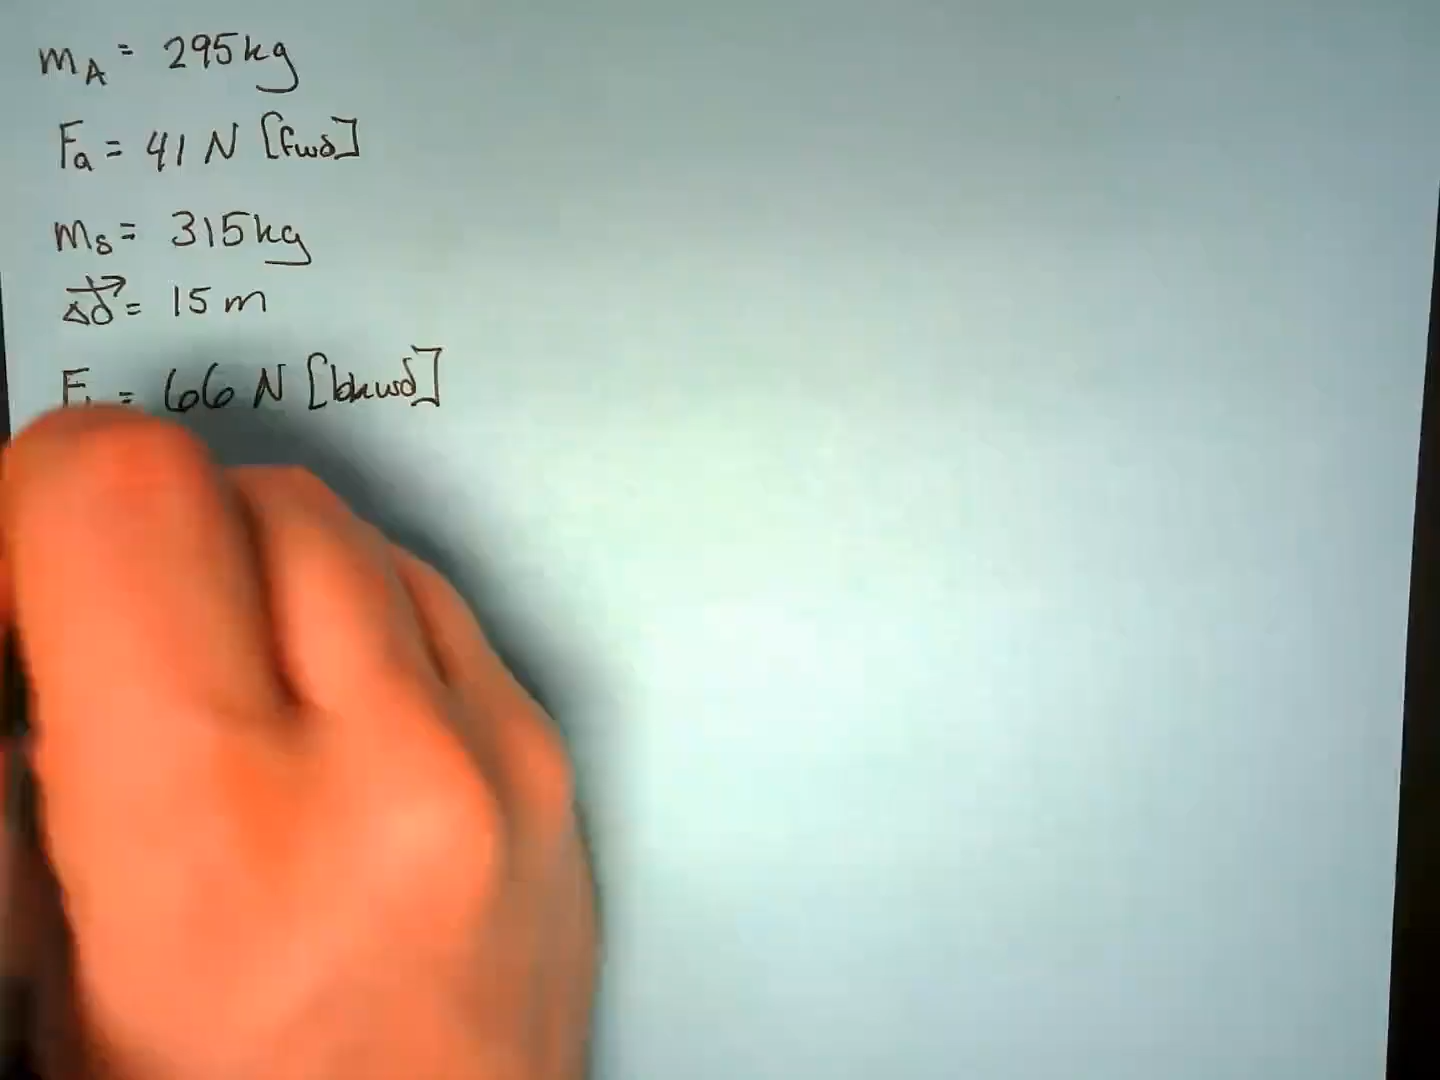 mA = 295kg
Fa = 41 N [fwd]
mS = 315kg
Δd⃗ = 15 m
= 66 N [bkwd]